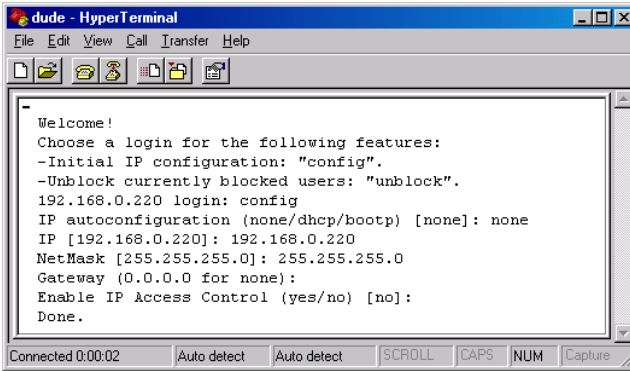 dude - HyperTerminal
File Edit View Call Transfer Help
Welcome!
Choose a login for the following features:
-Initial IP configuration: "config".
-Unblock currently blocked users: "unblock".
192.168.0.220 login: config
IP autoconfiguration (none/dhcp/bootp) [none]: none
IP [192.168.0.220]: 192.168.0.220
NetMask [255.255.255.0]: 255.255.255.0
Gateway (0.0.0.0 for none):
Enable IP Access Control (yes/no) [no]:
Done.
Connected 0:00:02 Auto detect Auto detect SCROLL CAPS NUM Capture